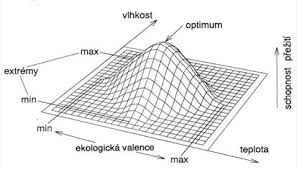 vlhkost
optimum
max
extrémy
min
min
ekologická valence
max
teplota
schopnost přežití